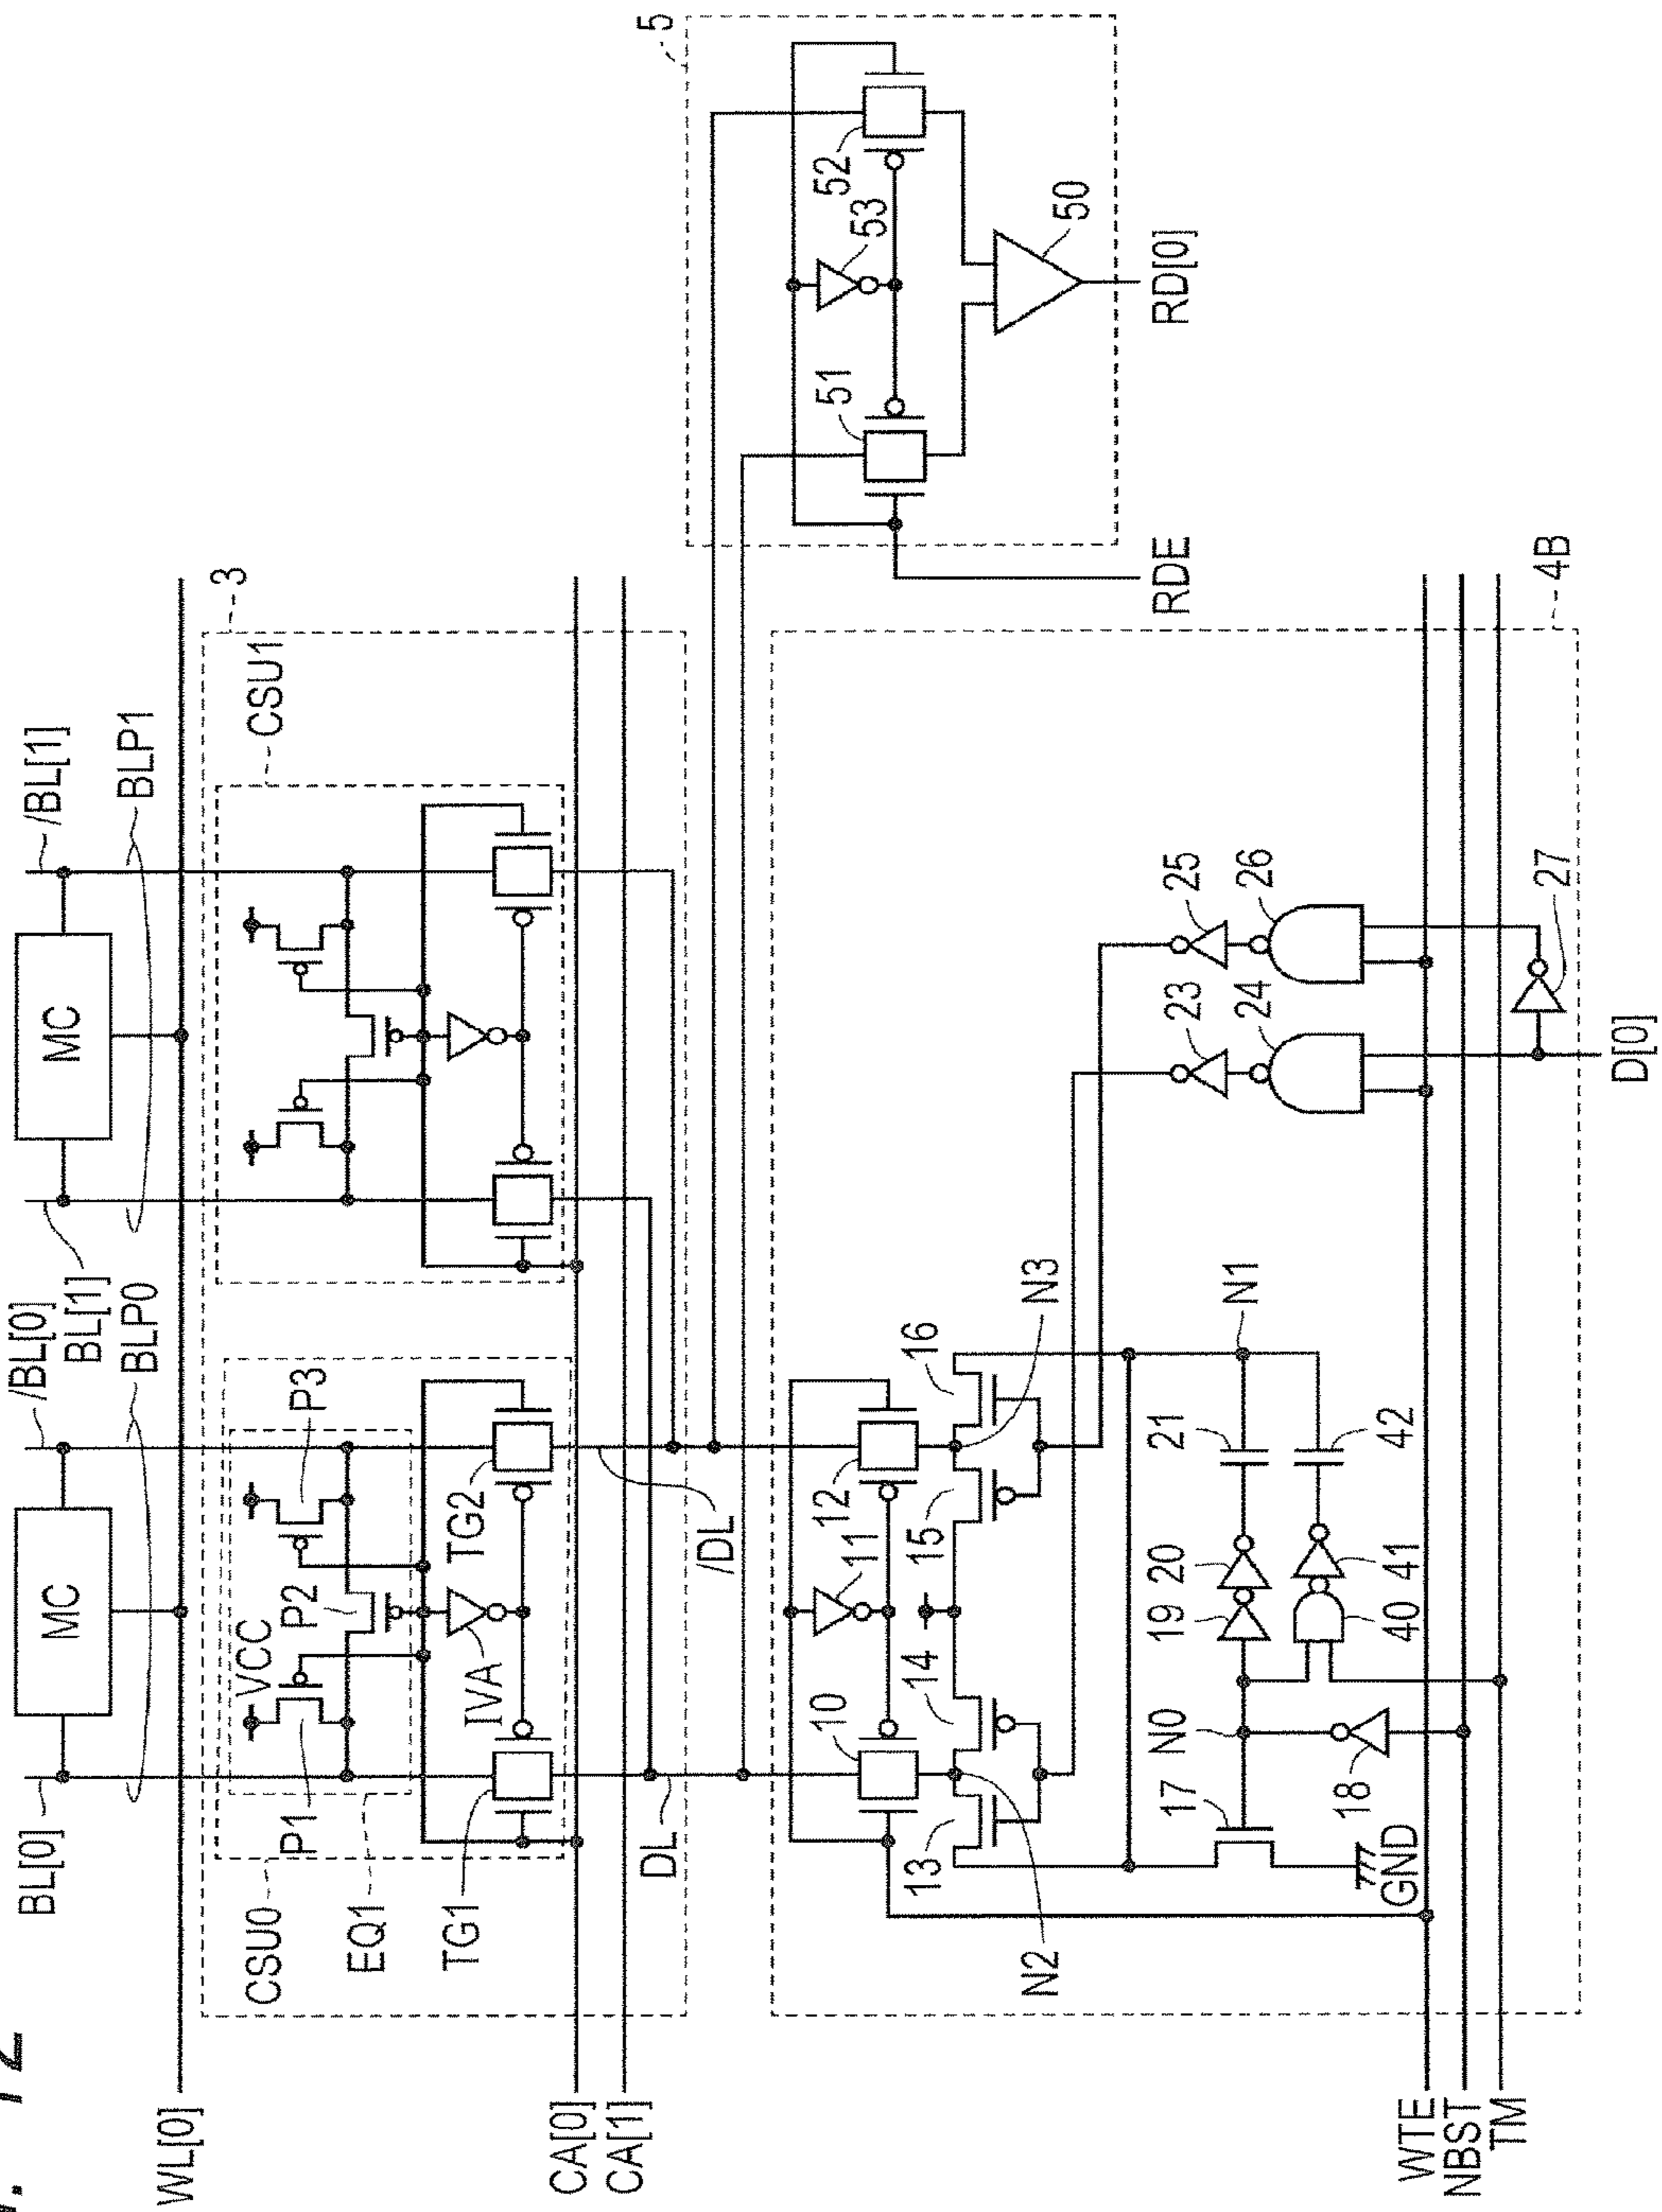 12
BL[0]
/BL[0]
BL[1]
/BL[1]
BLP0
BLP1
MC
MC
WL[0]
3
5
CSU0
CSU1
VCC
P1
P2
P3
EQ1
IVA
TG1
TG2
CA[0]
CA[1]
DL
/DL
51
52
53
50
RDE
RD[0]
10
11
12
13
14
15
16
N2
N3
17
18
19
20
21
N0
N1
40
41
42
GND
23
24
25
26
27
4B
WTE
NBST
TM
D[0]